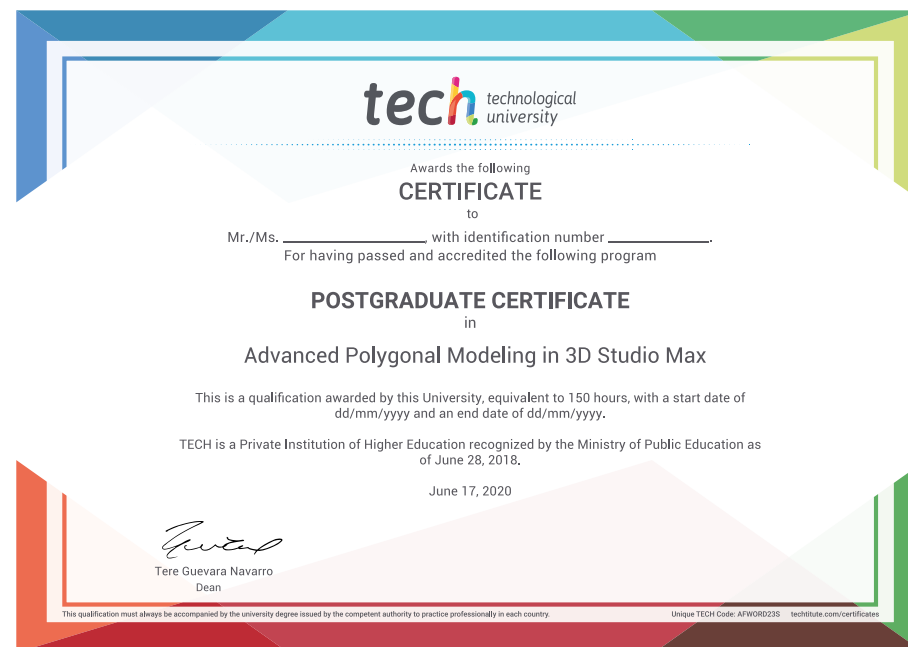 tech technological
university
Awards the following
CERTIFICATE
to
Mr./Ms. ____________________, with identification number ______________.
For having passed and accredited the following program
POSTGRADUATE CERTIFICATE
in
Advanced Polygonal Modeling in 3D Studio Max
This is a qualification awarded by this University, equivalent to 150 hours, with a start date of
dd/mm/yyyy and an end date of dd/mm/yyyy.
TECH is a Private Institution of Higher Education recognized by the Ministry of Public Education as
of June 28, 2018.
June 17, 2020
Tere Guevara Navarro
Dean
This qualification must always be accompanied by the university degree issued by the competent authority to practice professionally in each country. Unique TECH Code: AFWORD23S techtitute.com/certificates